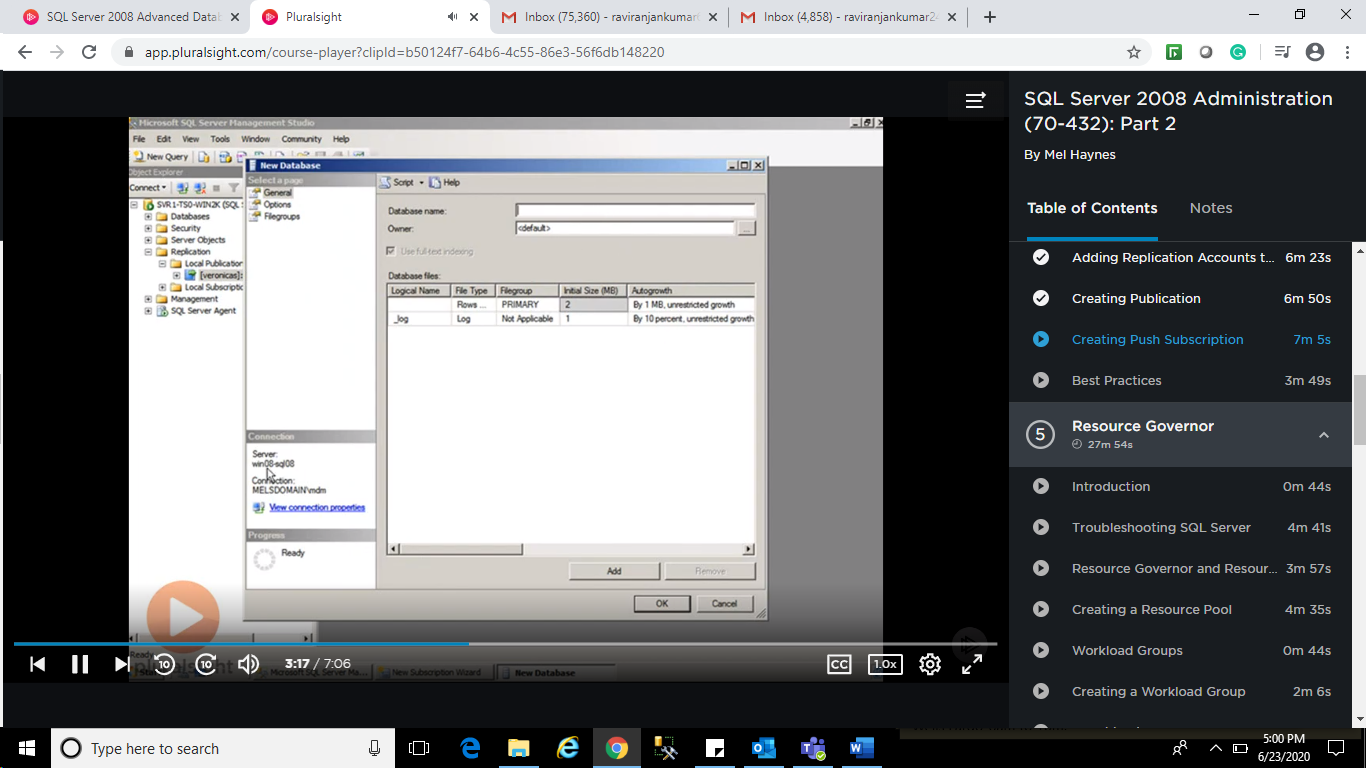 SQL Server 2008 Advanced Datab
Pluralsight
Inbox (75,360) - raviranjankumar
Inbox (4,858) - raviranjankumar2
app.pluralsight.com/course-player?clipId=b50124f7-64b6-4c55-86e3-56f6db148220
Microsoft SQL Server Management Studio
File Edit View Tools Window Community Help
New Query
Object Explorer
Connect
SVR1-TS0-WIN2K (SQL
Databases
Security
Server Objects
Replication
Local Publication
[veronicas]:
Local Subscriptio
Management
SQL Server Agent
New Database
Select a page
General
Options
Filegroups
Script Help
Database name:
Owner: <default> ...
Use full-text indexing
Database files:
Logical Name File Type Filegroup Initial Size (MB) Autogrowth
Rows ... PRIMARY 2 By 1 MB, unrestricted growth
_log Log Not Applicable 1 By 10 percent, unrestricted growth
Connection
Server:
win08-sql08
Connection:
MELSDOMAIN\mdm
View connection properties
Progress
Ready
Add Remove
OK Cancel
Ready
pluralsight
10 10 3:17 / 7:06 CC 1.0x
Microsoft SQL Server Ma... New Subscription Wizard New Database
SQL Server 2008 Administration
(70-432): Part 2
By Mel Haynes
Table of Contents Notes
Adding Replication Accounts t... 6m 23s
Creating Publication 6m 50s
Creating Push Subscription 7m 5s
Best Practices 3m 49s
5 Resource Governor
27m 54s
Introduction 0m 44s
Troubleshooting SQL Server 4m 41s
Resource Governor and Resour... 3m 57s
Creating a Resource Pool 4m 35s
Workload Groups 0m 44s
Creating a Workload Group 2m 6s
Type here to search
5:00 PM
6/23/2020